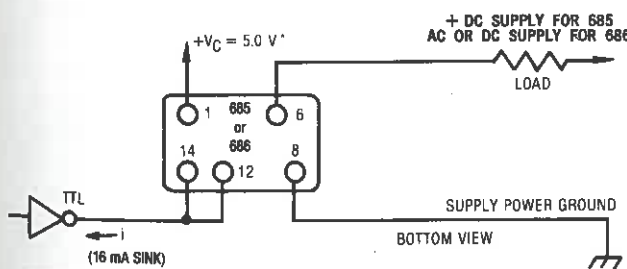 + DC SUPPLY FOR 685
AC OR DC SUPPLY FOR 686
+VC = 5.0 V*
LOAD
1 685 6
or
14 686 12 8
TTL
i
(16 mA SINK)
SUPPLY POWER GROUND
BOTTOM VIEW